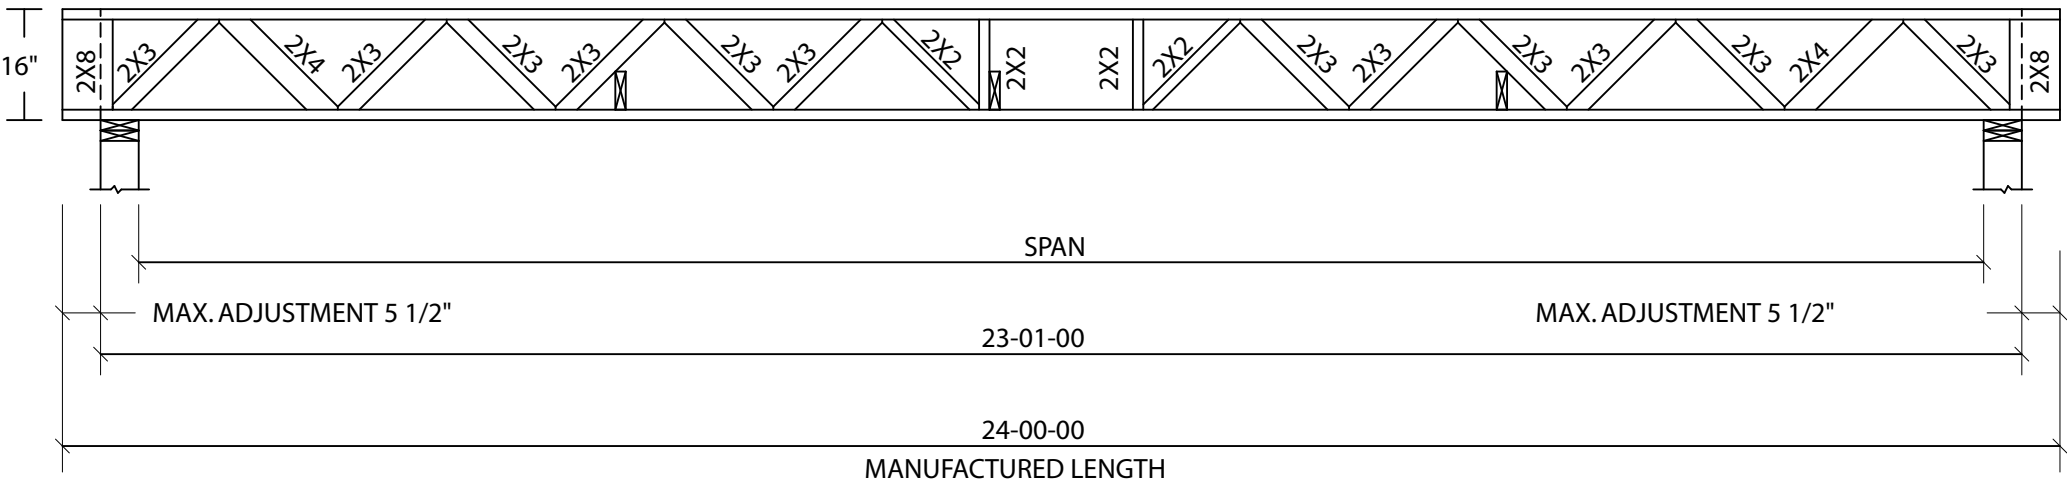 16"
2X8
2X3
2X4
2X3
2X3
2X3
2X3
2X3
2X2
2X2
2X2
2X2
2X3
2X3
2X3
2X3
2X3
2X4
2X3
2X8
SPAN
MAX. ADJUSTMENT 5 1/2"
MAX. ADJUSTMENT 5 1/2"
23-01-00
24-00-00
MANUFACTURED LENGTH